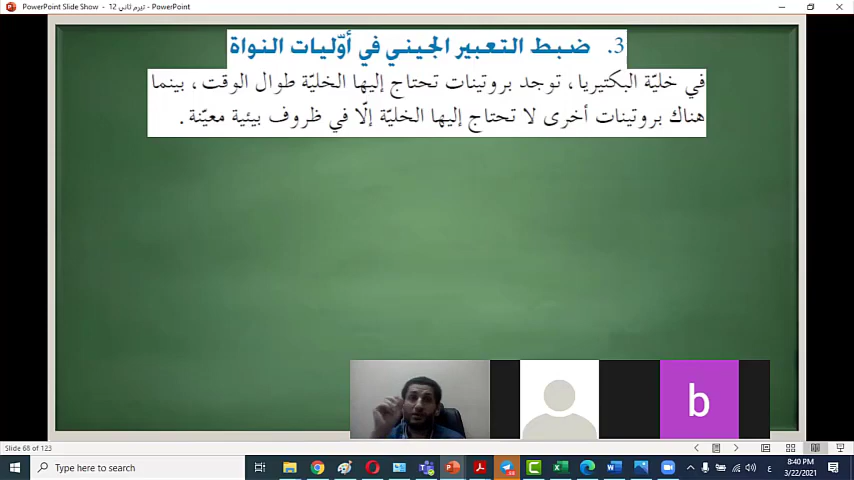 PowerPoint Slide Show - 12 تيرم ثاني - PowerPoint
3. ضبط التعبير الجيني في أوّليات النواة
في خليّة البكتيريا، توجد بروتينات تحتاج إليها الخليّة طوال الوقت، بينما
هناك بروتينات أخرى لا تحتاج إليها الخليّة إلّا في ظروف بيئية معيّنة.
b
Slide 68 of 123
Type here to search
ع
8:40 PM
3/22/2021